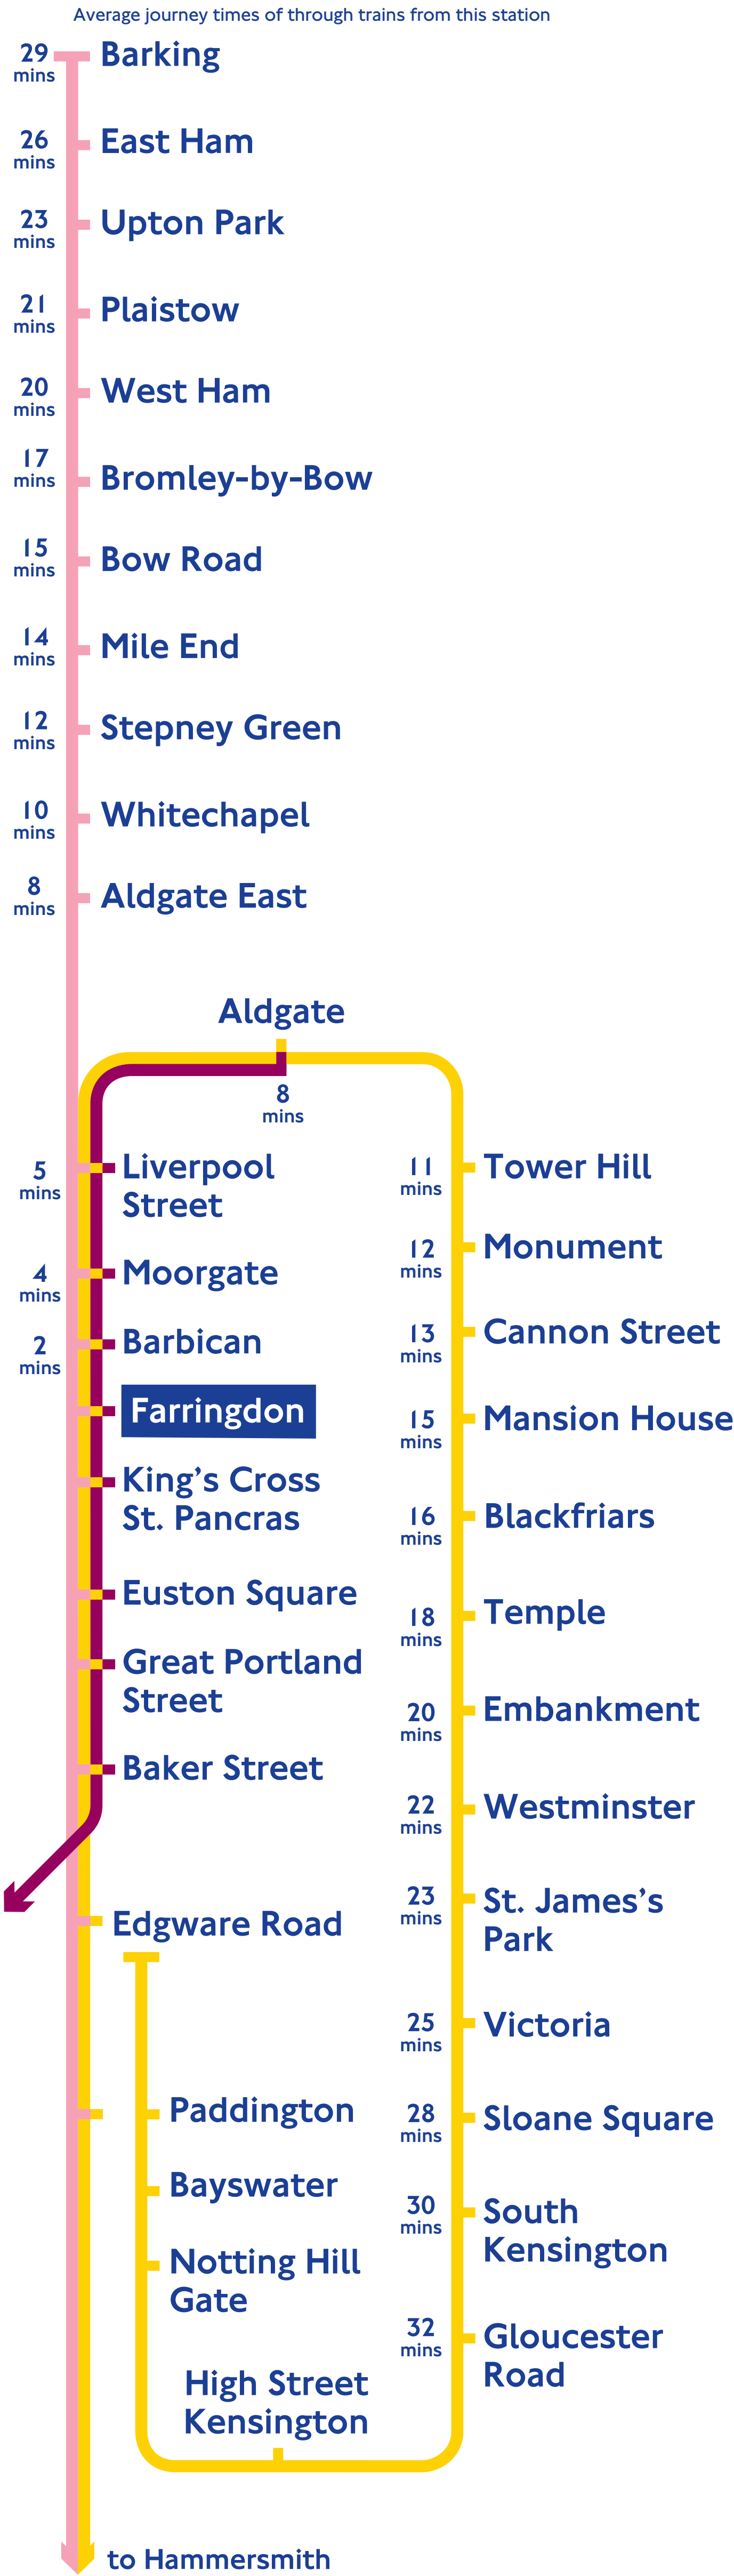 Average journey times of through trains from this station
29
mins
Barking
26
mins
East Ham
23
mins
Upton Park
21
mins
Plaistow
20
mins
West Ham
17
mins
Bromley-by-Bow
15
mins
Bow Road
14
mins
Mile End
12
mins
Stepney Green
10
mins
Whitechapel
8
mins
Aldgate East
Aldgate
8
mins
5
mins
Liverpool
Street
4
mins
Moorgate
2
mins
Barbican
Farringdon
King's Cross
St. Pancras
Euston Square
Great Portland
Street
Baker Street
Edgware Road
Paddington
Bayswater
Notting Hill
Gate
High Street
Kensington
11
mins
Tower Hill
12
mins
Monument
13
mins
Cannon Street
15
mins
Mansion House
16
mins
Blackfriars
18
mins
Temple
20
mins
Embankment
22
mins
Westminster
23
mins
St. James's
Park
25
mins
Victoria
28
mins
Sloane Square
30
mins
South
Kensington
32
mins
Gloucester
Road
to Hammersmith